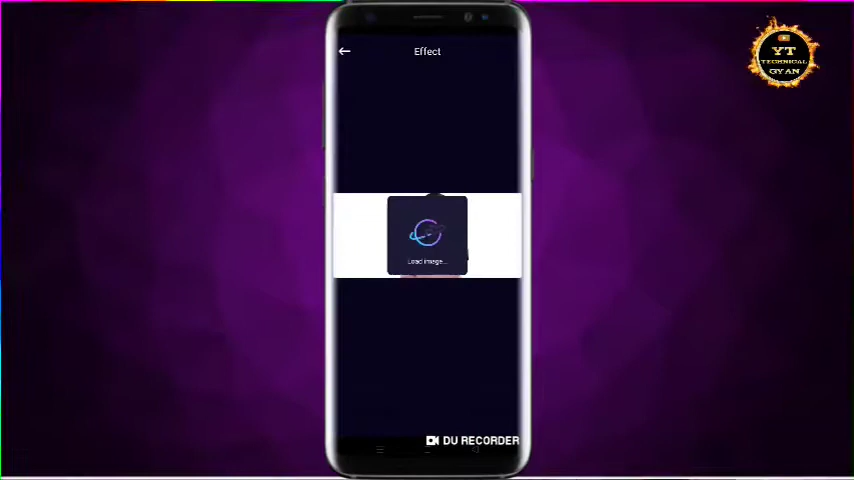 Effect
YT
TECHNICAL
GYAN
Load image...
DU RECORDER